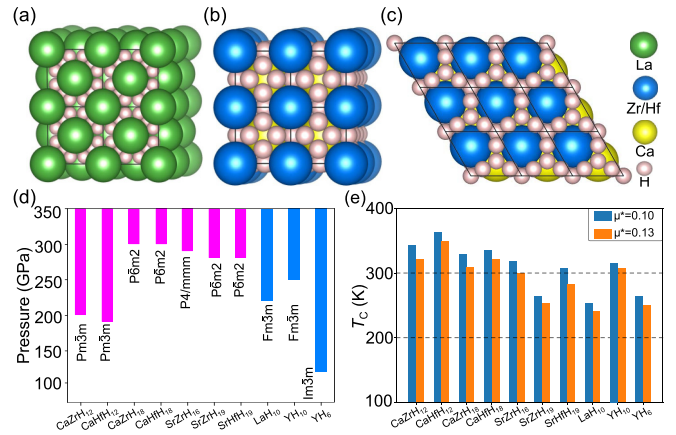 (a)
(b)
(c)
La
Zr/Hf
Ca
H
(d)
Pressure (GPa)
350
300
250
200
150
100
Pm3̄m
Pm3̄m
P6̄m2
P6̄m2
P4/mmm
P6̄m2
P6̄m2
Fm3̄m
Fm3̄m
Im3̄m
CaZrH₁₂
CaHfH₁₂
CaZrH₁₈
CaHfH₁₈
SrZrH₁₆
SrZrH₁₉
SrHfH₁₉
LaH₁₀
YH₁₀
YH₆
(e)
T_C (K)
400
300
200
100
μ*=0.10
μ*=0.13
CaZrH₁₂
CaHfH₁₂
CaZrH₁₈
CaHfH₁₈
SrZrH₁₆
SrZrH₁₉
SrHfH₁₉
LaH₁₀
YH₁₀
YH₆